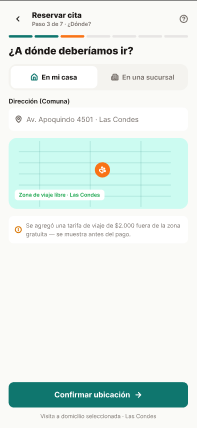 Reservar cita
Paso 3 de 7 · ¿Dónde?
¿A dónde deberíamos ir?
En mi casa
En una sucursal
Dirección (Comuna)
Av. Apoquindo 4501 · Las Condes
Zona de viaje libre · Las Condes
Se agregó una tarifa de viaje de $2.000 fuera de la zona
gratuita — se muestra antes del pago.
Confirmar ubicación →
Visita a domicilio seleccionada · Las Condes